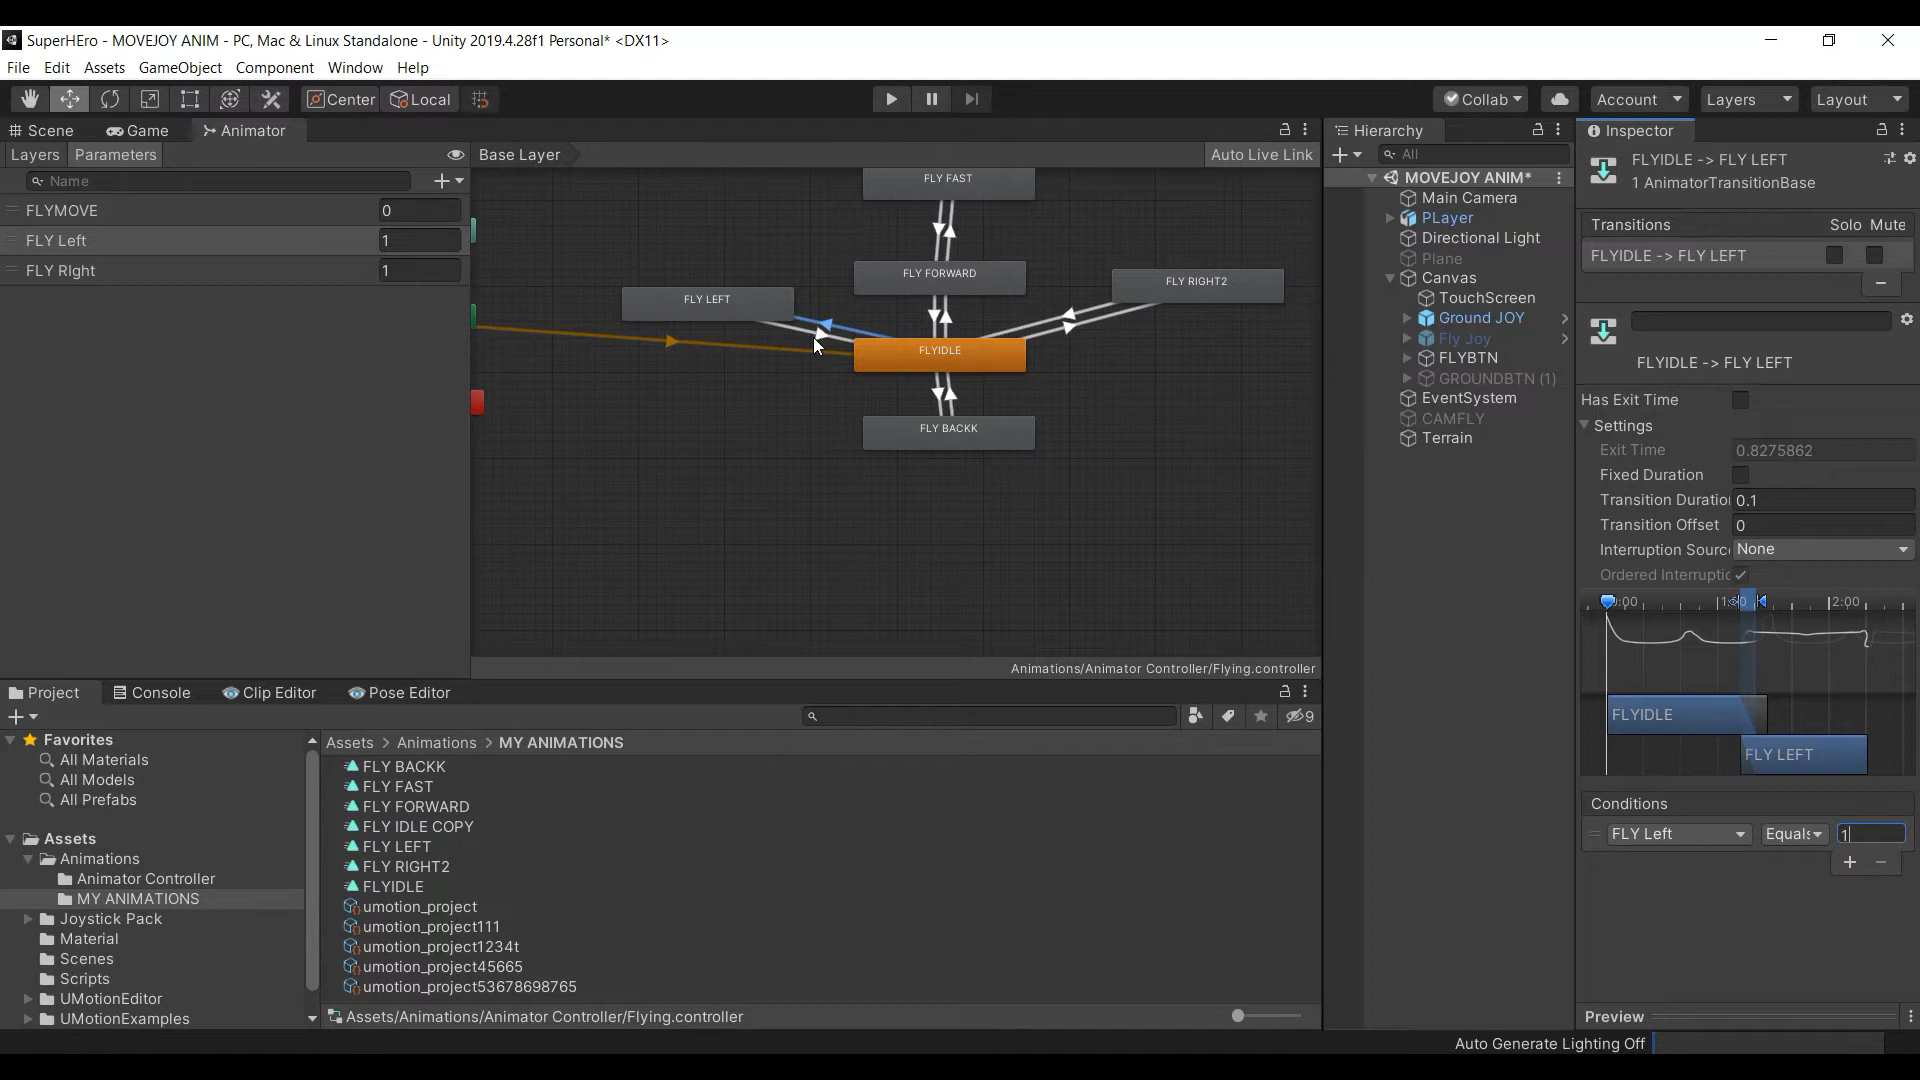 SuperHEro - MOVEJOY ANIM - PC, Mac & Linux Standalone - Unity 2019.4.28f1 Personal* <DX11>
File Edit Assets GameObject Component Window Help
Center Local Collab Account Layers Layout
Scene Game Animator
Layers Parameters Base Layer Auto Live Link
Name
FLYMOVE 0
FLY Left 1
FLY RIght 1
FLY FAST
FLY FORWARD
FLY RIGHT2
FLY LEFT
FLYIDLE
FLY BACKK
Animations/Animator Controller/Flying.controller
Hierarchy
All
MOVEJOY ANIM*
Main Camera
PLayer
Directional Light
Plane
Canvas
TouchScreen
Ground JOY
Fly Joy
FLYBTN
GROUNDBTN (1)
EventSystem
CAMFLY
Terrain
Inspector
FLYIDLE -> FLY LEFT
1 AnimatorTransitionBase
Transitions Solo Mute
FLYIDLE -> FLY LEFT
FLYIDLE -> FLY LEFT
Has Exit Time
Settings
Exit Time 0.8275862
Fixed Duration
Transition Duratio 0.1
Transition Offset 0
Interruption Sourc None
Ordered Interrupti
:00 2:00
FLYIDLE
FLY LEFT
Conditions
FLY Left Equals 1
Preview
Project Console Clip Editor Pose Editor
9
Favorites
All Materials
All Models
All Prefabs
Assets
Animations
Animator Controller
MY ANIMATIONS
Joystick Pack
Material
Scenes
Scripts
UMotionEditor
UMotionExamples
Assets > Animations > MY ANIMATIONS
FLY BACKK
FLY FAST
FLY FORWARD
FLY IDLE COPY
FLY LEFT
FLY RIGHT2
FLYIDLE
umotion_project
umotion_project111
umotion_project1234t
umotion_project45665
umotion_project53678698765
Assets/Animations/Animator Controller/Flying.controller
Auto Generate Lighting Off